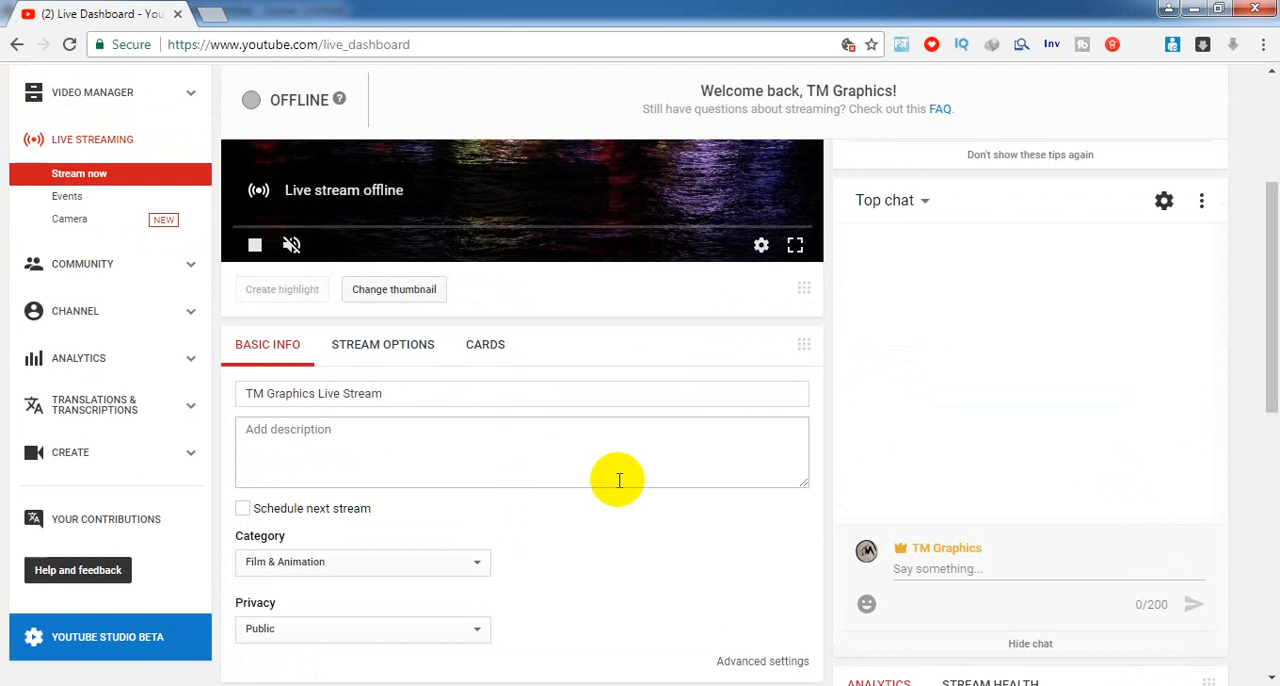 (2) Live Dashboard - You
Secure
https://www.youtube.com/live_dashboard
IQ
Inv
VIDEO MANAGER
LIVE STREAMING
Stream now
Events
Camera
NEW
COMMUNITY
CHANNEL
ANALYTICS
TRANSLATIONS &
TRANSCRIPTIONS
CREATE
YOUR CONTRIBUTIONS
Help and feedback
YOUTUBE STUDIO BETA
OFFLINE
Welcome back, TM Graphics!
Still have questions about streaming? Check out this FAQ.
Live stream offline
Create highlight
Change thumbnail
BASIC INFO
STREAM OPTIONS
CARDS
TM Graphics Live Stream
Add description
Schedule next stream
Category
Film & Animation
Privacy
Public
Advanced settings
Don't show these tips again
Top chat
TM Graphics
Say something...
0/200
Hide chat
ANALYTICS
STREAM HEALTH